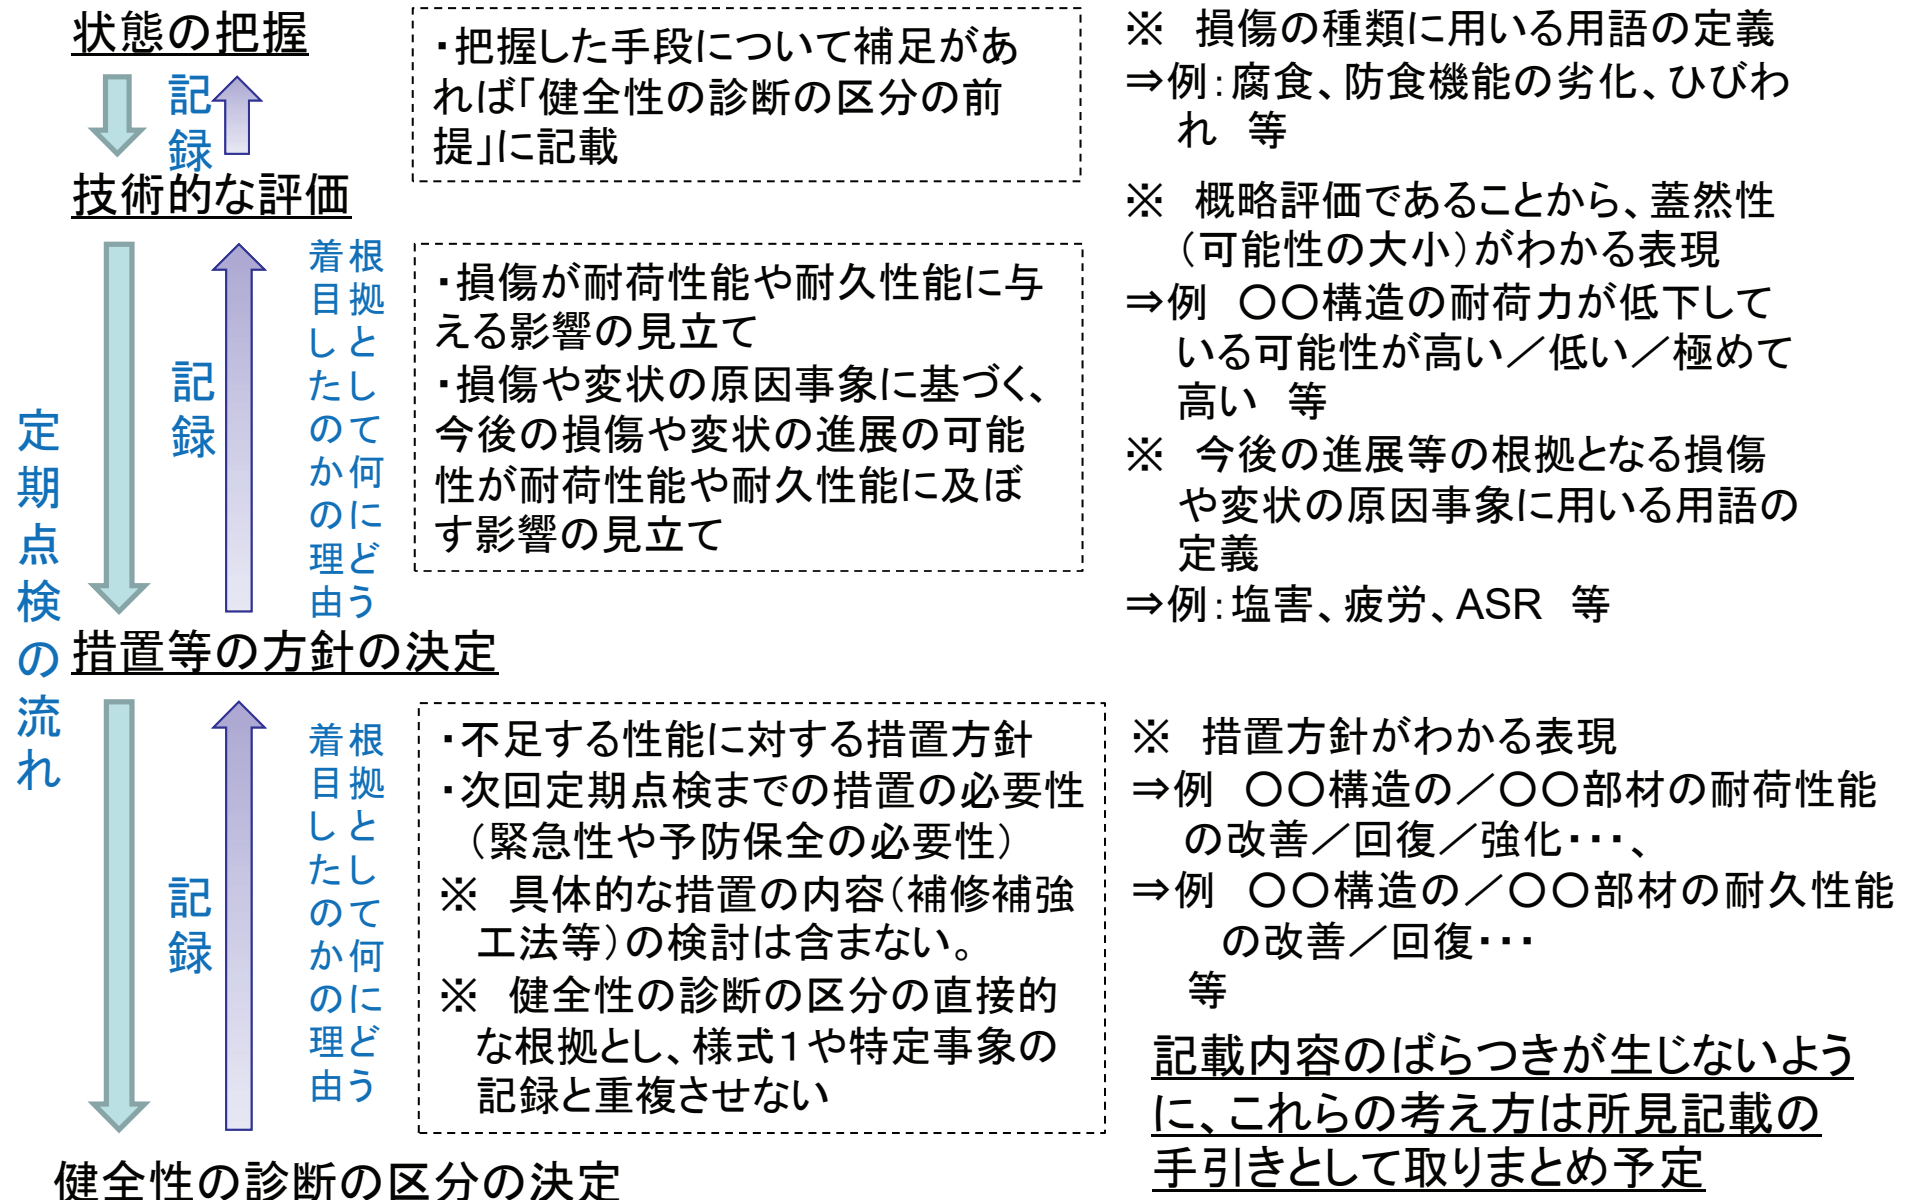 状態の把握
記
録
・把握した手段について補足があ
れば「健全性の診断の区分の前
提」に記載
※　損傷の種類に用いる用語の定義
⇒例：腐食、防食機能の劣化、ひびわ
れ　等
技術的な評価
定期点検の流れ
記録
根拠として何にどう
着目したのかの理由
・損傷が耐荷性能や耐久性能に与
える影響の見立て
・損傷や変状の原因事象に基づく、
今後の損傷や変状の進展の可能
性が耐荷性能や耐久性能に及ぼ
す影響の見立て
※　概略評価であることから、蓋然性
（可能性の大小）がわかる表現
⇒例　〇〇構造の耐荷力が低下して
いる可能性が高い／低い／極めて
高い　等
※　今後の進展等の根拠となる損傷
や変状の原因事象に用いる用語の
定義
⇒例：塩害、疲労、ASR　等
措置等の方針の決定
記録
根拠として何にどう
着目したのかの理由
・不足する性能に対する措置方針
・次回定期点検までの措置の必要性
（緊急性や予防保全の必要性）
※　具体的な措置の内容（補修補強
工法等）の検討は含まない。
※　健全性の診断の区分の直接的
な根拠とし、様式１や特定事象の
記録と重複させない
※　措置方針がわかる表現
⇒例　〇〇構造の／〇〇部材の耐荷性能
の改善／回復／強化・・・、
⇒例　〇〇構造の／〇〇部材の耐久性能
の改善／回復・・・
等
記載内容のばらつきが生じないよう
に、これらの考え方は所見記載の
手引きとして取りまとめ予定
健全性の診断の区分の決定